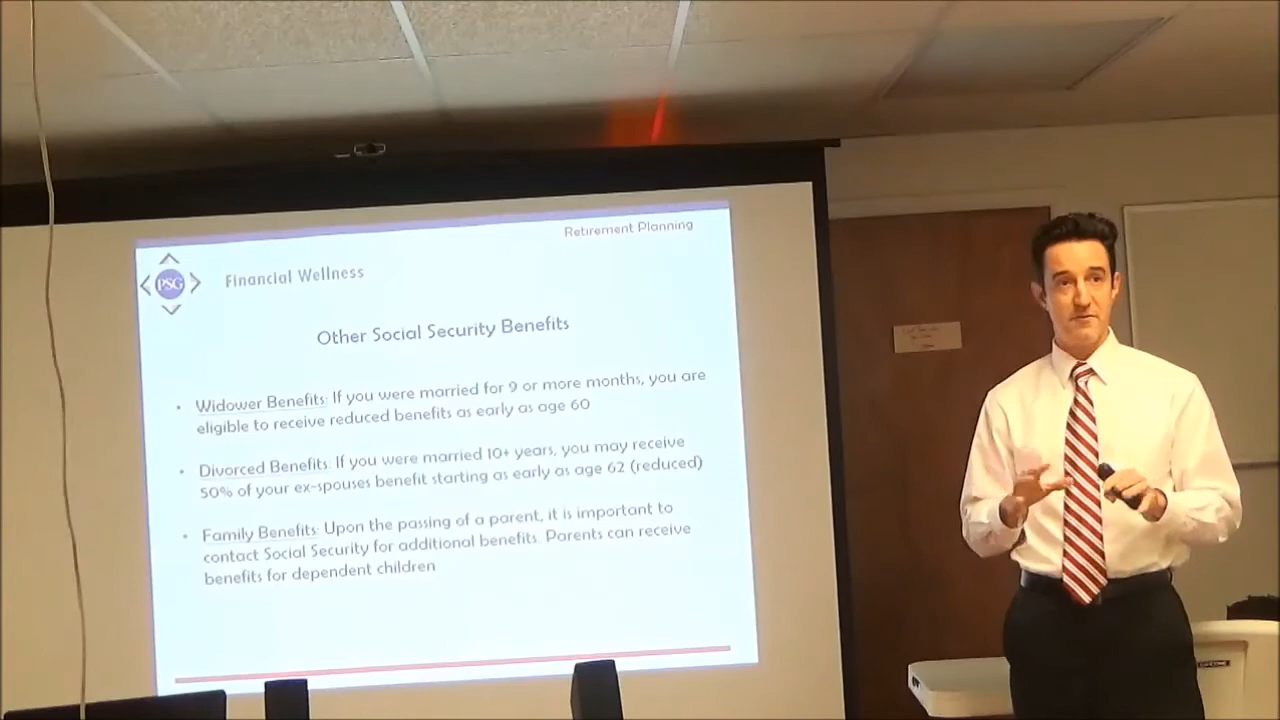 Retirement Planning
PSG
Financial Wellness
Other Social Security Benefits
• Widower Benefits: If you were married for 9 or more months, you are
eligible to receive reduced benefits as early as age 60
• Divorced Benefits: If you were married 10+ years, you may receive
50% of your ex-spouses benefit starting as early as age 62 (reduced)
• Family Benefits: Upon the passing of a parent, it is important to
contact Social Security for additional benefits. Parents can receive
benefits for dependent children
LIFETIME